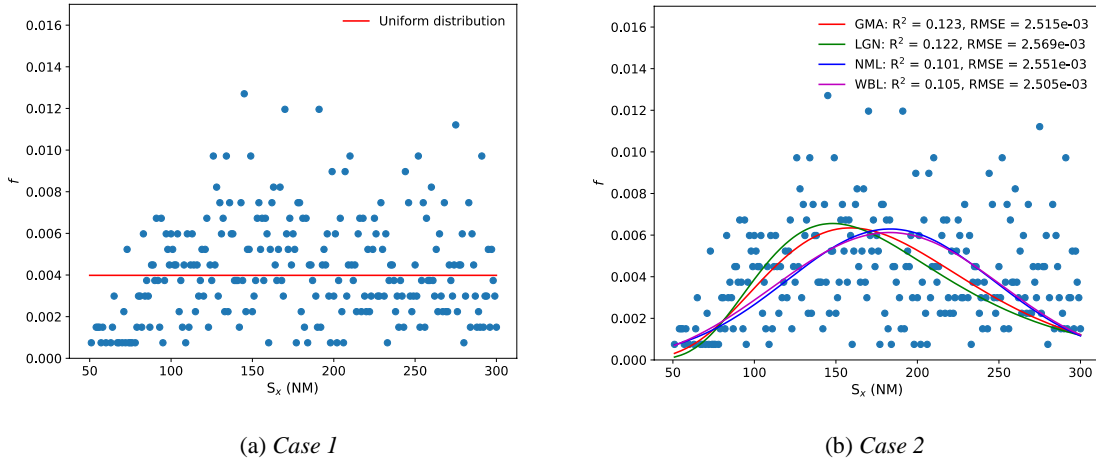 Uniform distribution
0.016
0.014
0.012
0.010
0.008
0.006
0.004
0.002
0.000
f
50
100
150
200
250
300
Sx (NM)
(a) Case 1
GMA: R² = 0.123, RMSE = 2.515e-03
LGN: R² = 0.122, RMSE = 2.569e-03
NML: R² = 0.101, RMSE = 2.551e-03
WBL: R² = 0.105, RMSE = 2.505e-03
0.016
0.014
0.012
0.010
0.008
0.006
0.004
0.002
0.000
f
50
100
150
200
250
300
Sx (NM)
(b) Case 2